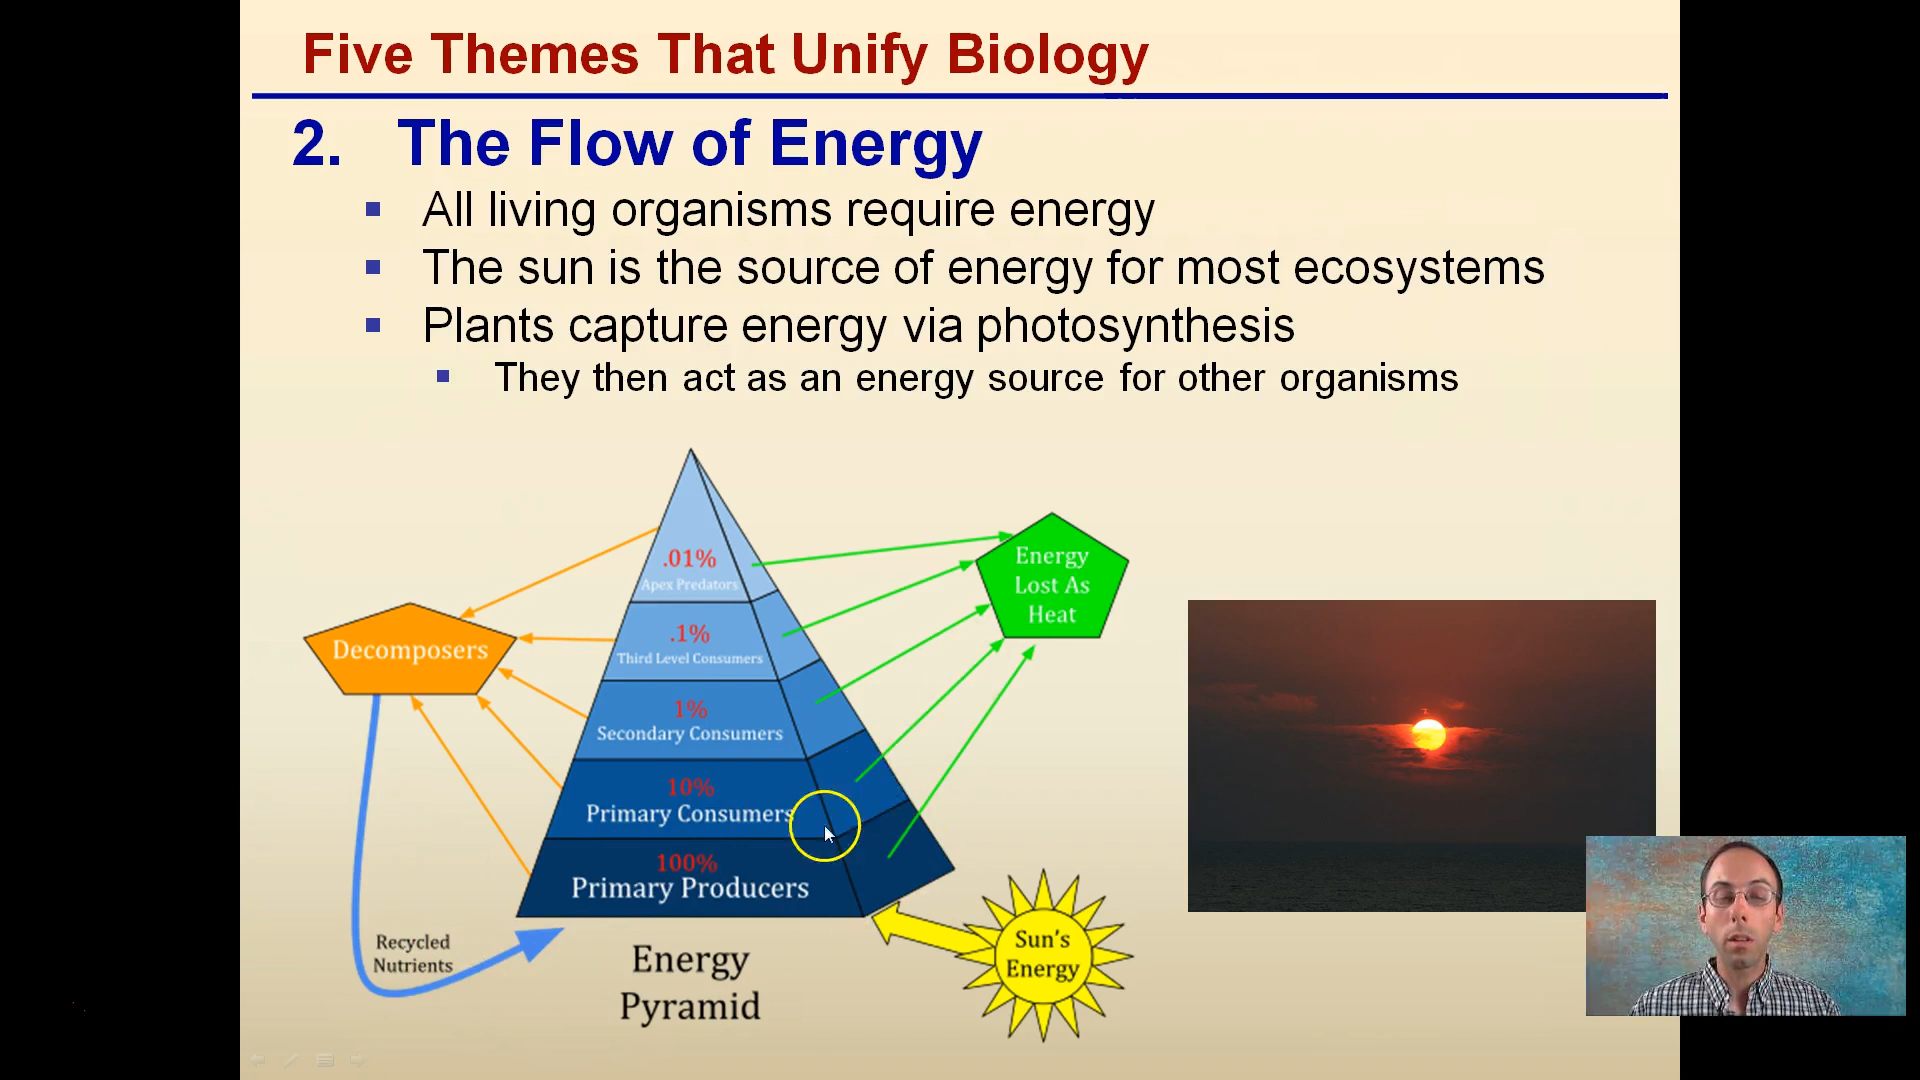 Five Themes That Unify Biology
2. The Flow of Energy
All living organisms require energy
The sun is the source of energy for most ecosystems
Plants capture energy via photosynthesis
They then act as an energy source for other organisms
.01%
Apex Predators
.1%
Third Level Consumers
1%
Secondary Consumers
10%
Primary Consumers
100%
Primary Producers
Decomposers
Energy
Lost As
Heat
Recycled
Nutrients
Energy
Pyramid
Sun's
Energy